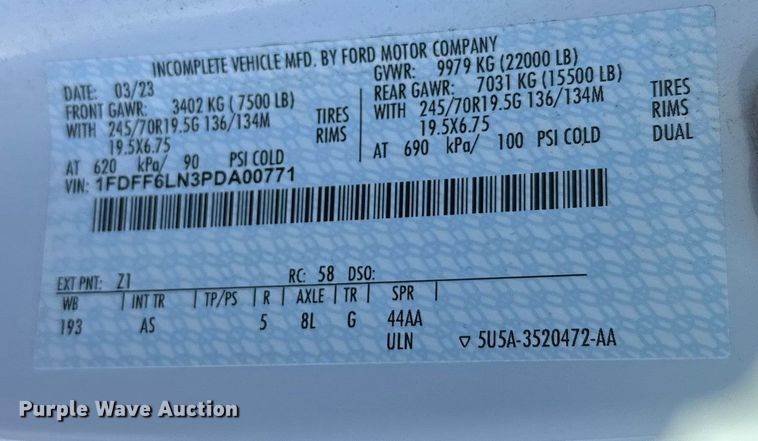 INCOMPLETE VEHICLE MFD. BY FORD MOTOR COMPANY
DATE: 03/23
FRONT GAWR: 3402 KG (7500 LB)
WITH 245/70R19.5G 136/134M TIRES
19.5X6.75 RIMS
AT 620 kPa/ 90 PSI COLD
GVWR: 9979 KG (22000 LB)
REAR GAWR: 7031 KG (15500 LB)
WITH 245/70R19.5G 136/134M TIRES
19.5X6.75 RIMS
AT 690 kPa/ 100 PSI COLD DUAL
VIN: 1FDFF6LN3PDA00771
EXT PNT: Z1 RC: 58 DSO:
WB | INT TR | TP/PS | R | AXLE | TR | SPR |
193 AS 5 8L G 44AA
ULN ▽ 5U5A-3520472-AA
Purple Wave Auction